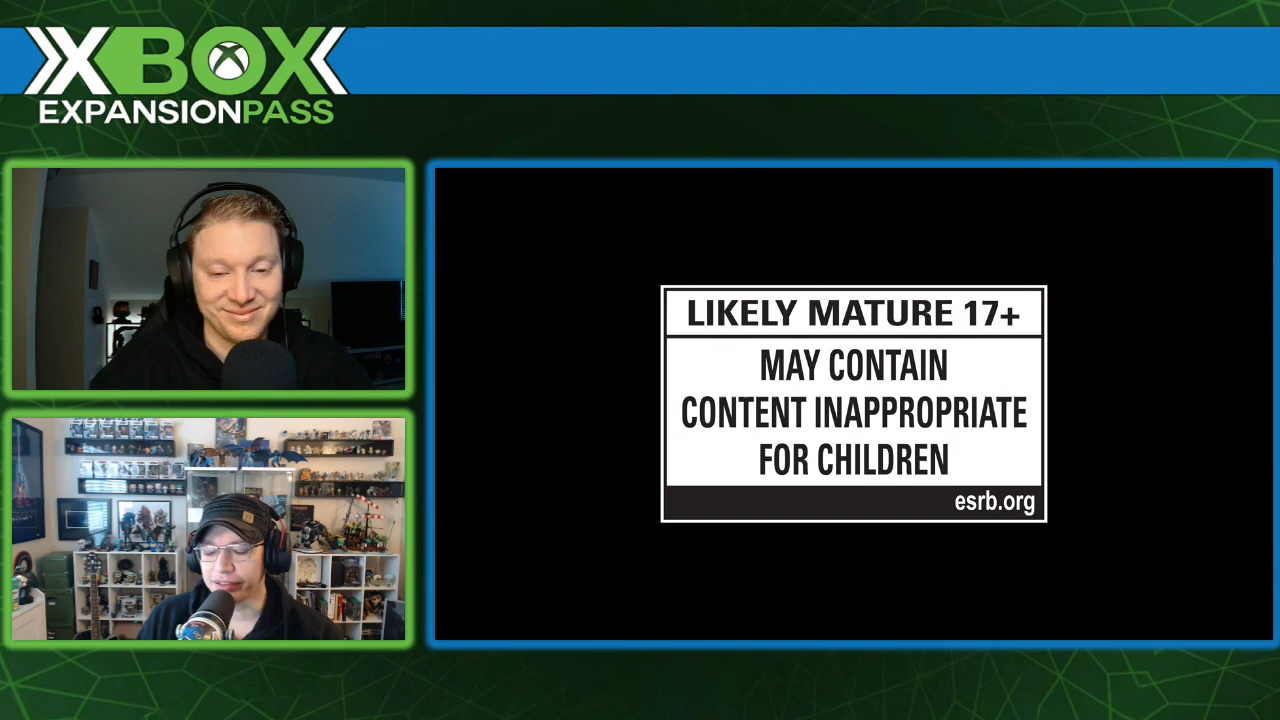 XBOX
EXPANSIONPASS
LIKELY MATURE 17+
MAY CONTAIN
CONTENT INAPPROPRIATE
FOR CHILDREN
esrb.org